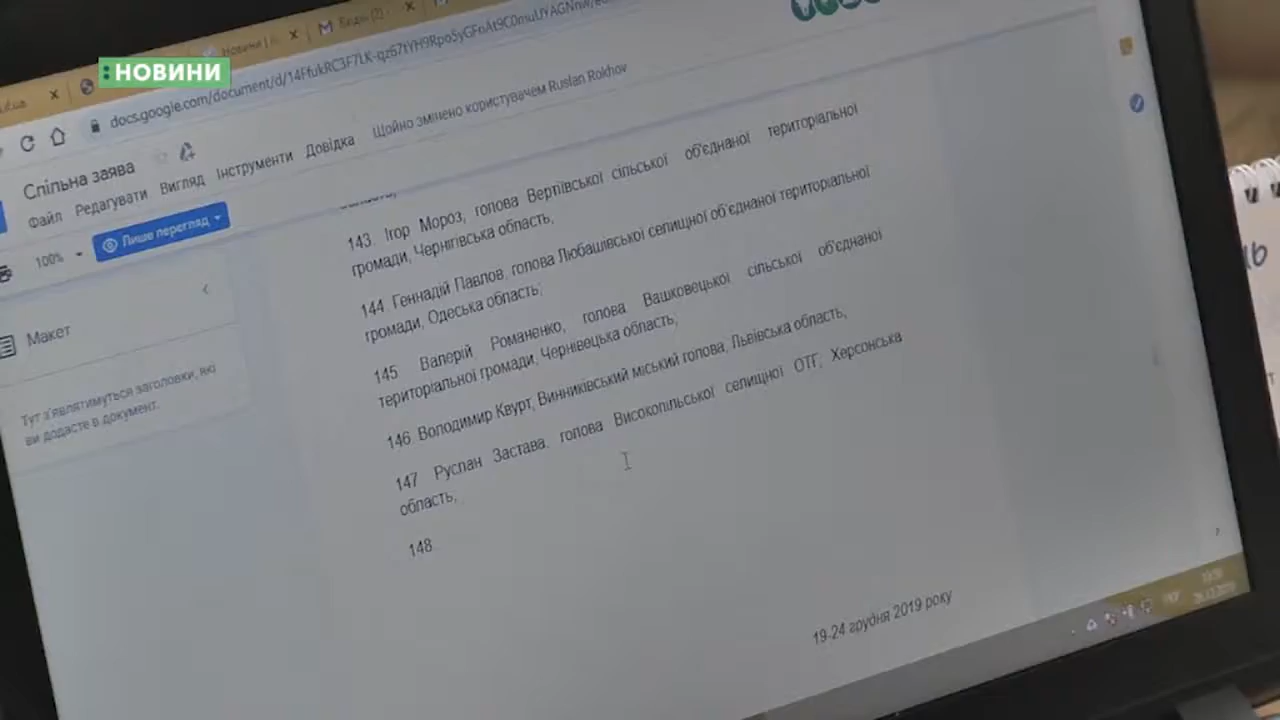 :НОВИНИ
Новини |
docs.google.com/document/d/14FfukRC3F7LK-qz67tYH9Rpo5yGFnAt9C0muUYAGNnw/
Спільна заява
Файл Редагувати Вигляд Інструменти Довідка Щойно змінено користувачем Ruslan Rokhov
100% Лише перегляд
Макет
Тут з'являтимуться заголовки, які
ви додасте в документ.
143. Ігор Мороз, голова Вертіївської сільської об'єднаної територіальної
громади, Чернігівська область;
144. Геннадій Павлов, голова Любашівської селищної об'єднаної територіальної
громади, Одеська область;
145 Валерій Романенко, голова Вашковецької сільської об'єднаної
територіальної громади, Чернівецька область;
146. Володимир Квурт, Винниківський міський голова, Львівська область;
147 Руслан Застава, голова Високопільської селищної ОТГ, Херсонська
область;
148.
19-24 грудня 2019 року